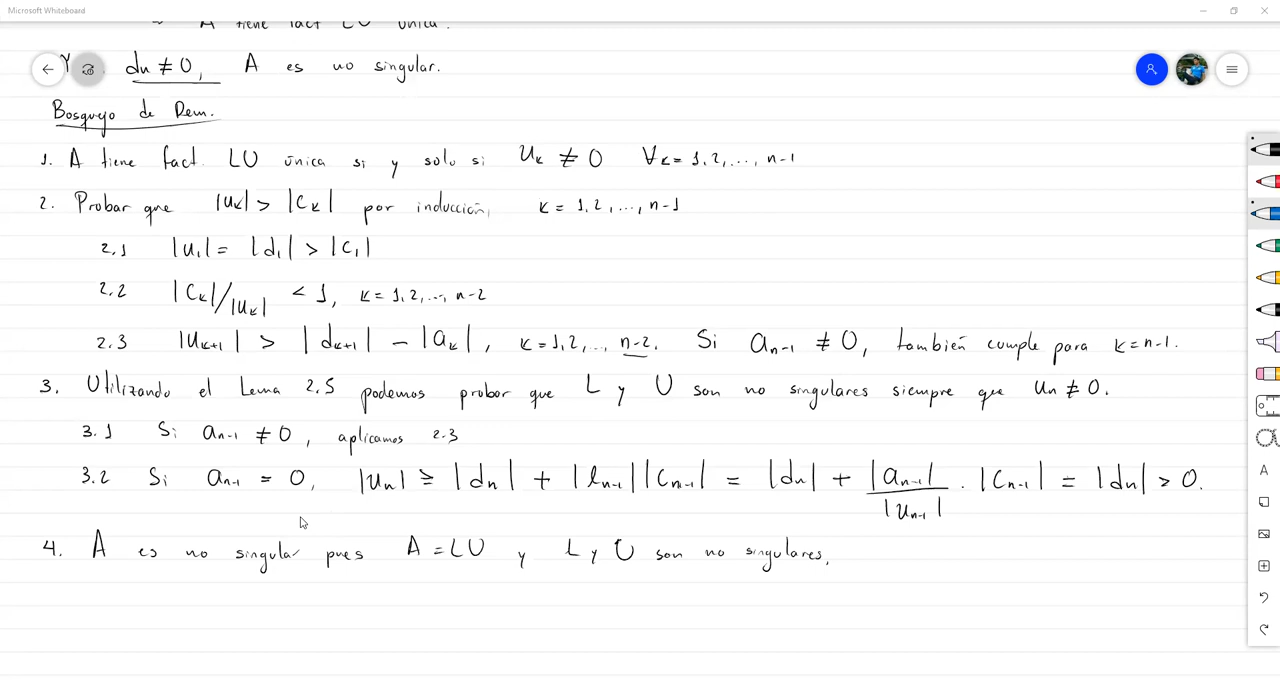 Microsoft Whiteboard
A tiene fact LU única.
Y dn ≠ 0, A es no singular.
Bosquejo de Dem.
1. A tiene fact. LU única si y solo si Uk ≠ 0 ∀k = 1, 2, ..., n-1
2. Probar que |uk| > |ck| por inducción, k = 1, 2, ..., n-1
2.1 |u1| = |d1| > |c1|
2.2 |ck|/|uk| < 1, k = 1, 2, ..., n-2
2.3 |uk+1| > |dk+1| - |ak|, k = 1, 2, ..., n-2. Si an-1 ≠ 0, también cumple para k = n-1.
3. Utilizando el Lema 2.5 podemos probar que L y U son no singulares siempre que Un ≠ 0.
3.1 Si an-1 ≠ 0, aplicamos 2.3
3.2 Si an-1 = 0, |un| ≥ |dn| + |ln-1||cn-1| = |dn| + |an-1|/|un-1| · |cn-1| = |dn| > 0.
4. A es no singular pues A = LU y L y U son no singulares,